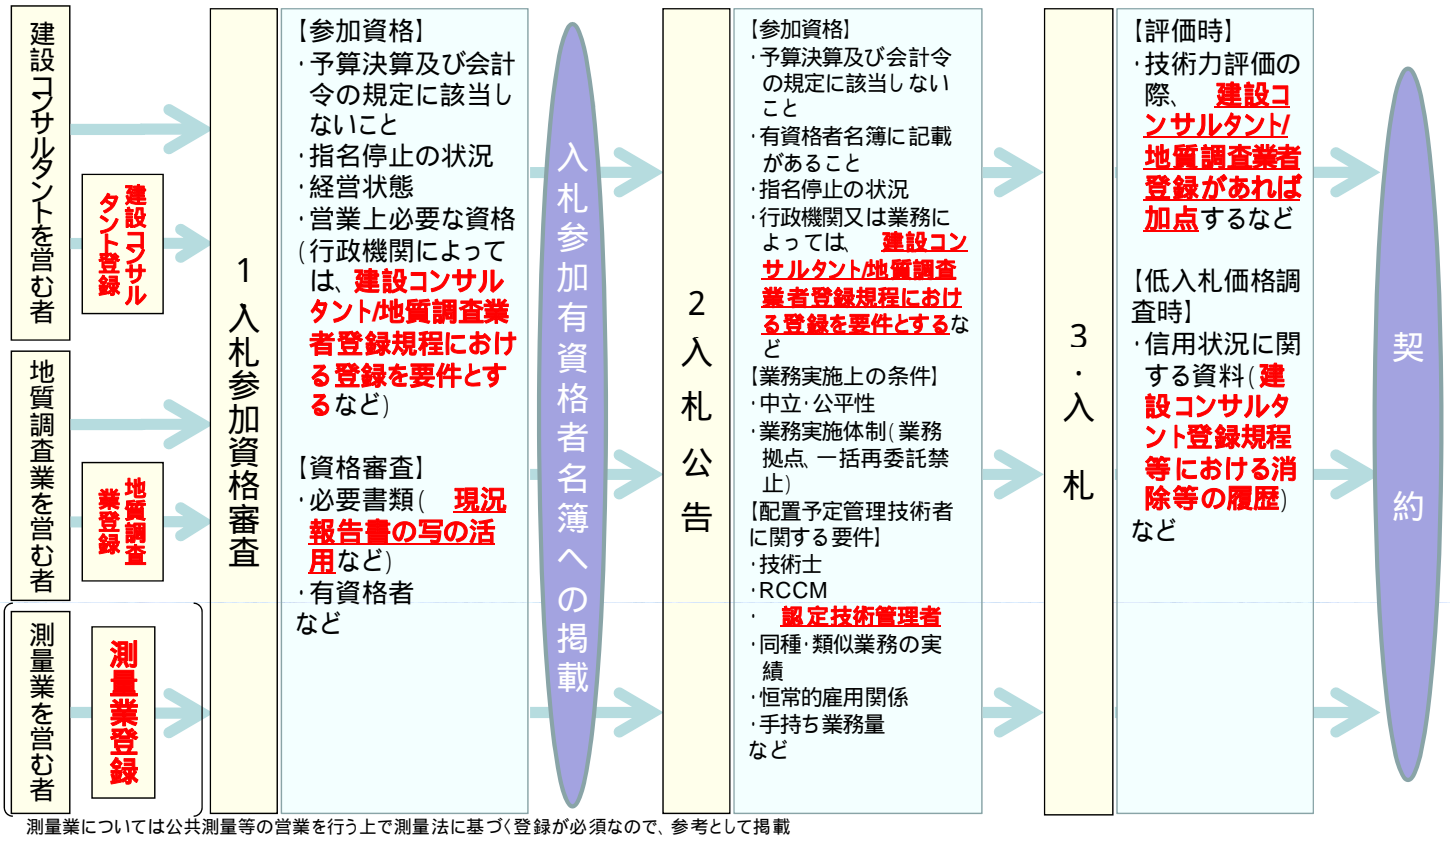 建設コンサルタントを営む者
建設コンサル
タント登録
地質調査業を営む者
地質調査
業登録
測量業を営む者
測量業登録
1入札参加資格審査
【参加資格】
・予算決算及び会計
令の規定に該当し
ないこと
・指名停止の状況
・経営状態
・営業上必要な資格
(行政機関によって
は、建設コンサル
タント/地質調査業
者登録規程におけ
る登録を要件とす
るなど)
【資格審査】
・必要書類( 現況
報告書の写の活
用など)
・有資格者
など
入札参加有資格者名簿への掲載
2入札公告
【参加資格】
・予算決算及び会計令
の規定に該当しない
こと
・有資格者名簿に記載
があること
・指名停止の状況
・行政機関又は業務に
よっては、 建設コン
サルタント/地質調査
業者登録規程におけ
る登録を要件とするな
ど
【業務実施上の条件】
・中立・公平性
・業務実施体制(業務
拠点、一括再委託禁
止)
【配置予定管理技術者
に関する要件】
・技術士
・RCCM
・ 認定技術管理者
・同種・類似業務の実
績
・恒常的雇用関係
・手持ち業務量
など
3・入札
【評価時】
・技術力評価の
際、 建設コ
ンサルタント/
地質調査業者
登録があれば
加点するなど
【低入札価格調
査時】
・信用状況に関
する資料(建
設コンサルタ
ント登録規程
等における消
除等の履歴)
など
契約
測量業については公共測量等の営業を行う上で測量法に基づく登録が必須なので、参考として掲載